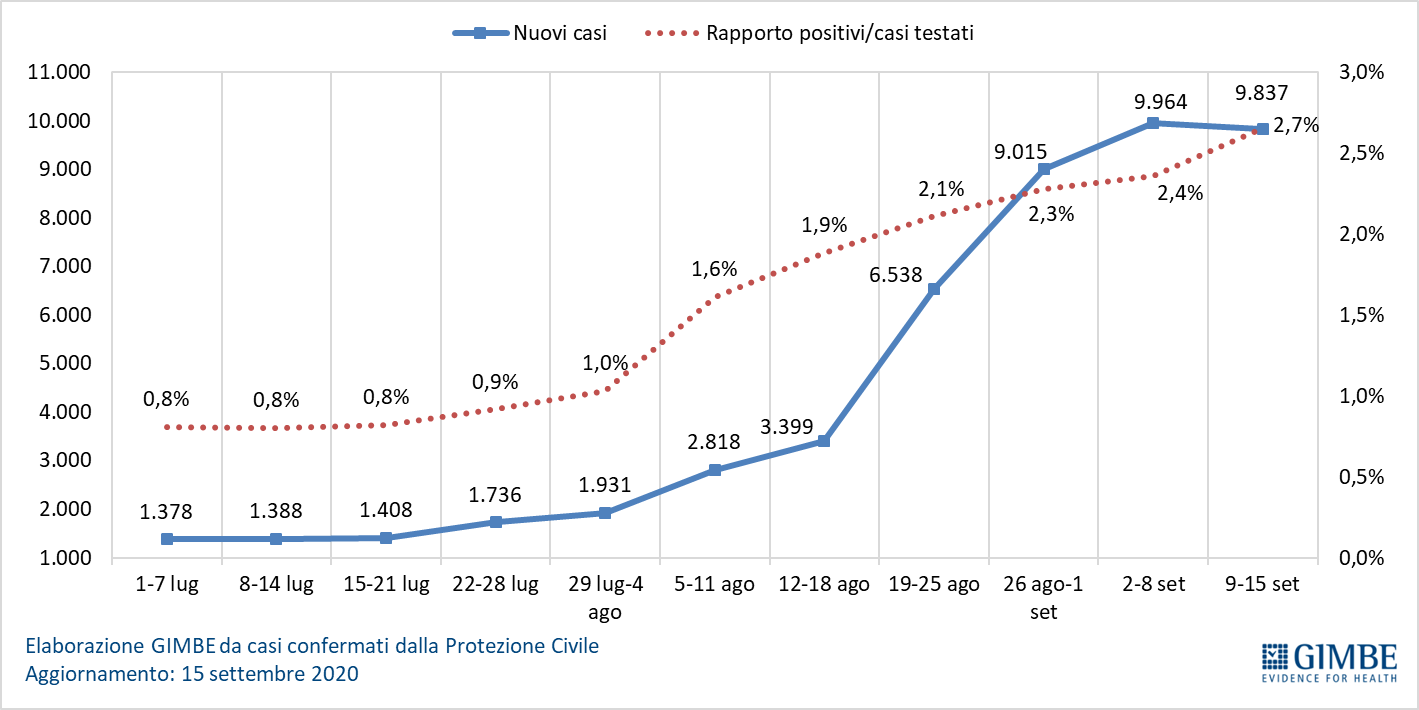 Nuovi casi Rapporto positivi/casi testati
11.000
10.000
9.000
8.000
7.000
6.000
5.000
4.000
3.000
2.000
1.000
3,0%
2,5%
2,0%
1,5%
1,0%
0,5%
0,0%
0,8%
0,8%
0,8%
0,9%
1,0%
1,6%
1,9%
2,1%
2,3%
2,4%
2,7%
1.378
1.388
1.408
1.736
1.931
2.818
3.399
6.538
9.015
9.964
9.837
1-7 lug
8-14 lug
15-21 lug
22-28 lug
29 lug-4
ago
5-11 ago
12-18 ago
19-25 ago
26 ago-1
set
2-8 set
9-15 set
Elaborazione GIMBE da casi confermati dalla Protezione Civile
Aggiornamento: 15 settembre 2020
GIMBE
EVIDENCE FOR HEALTH